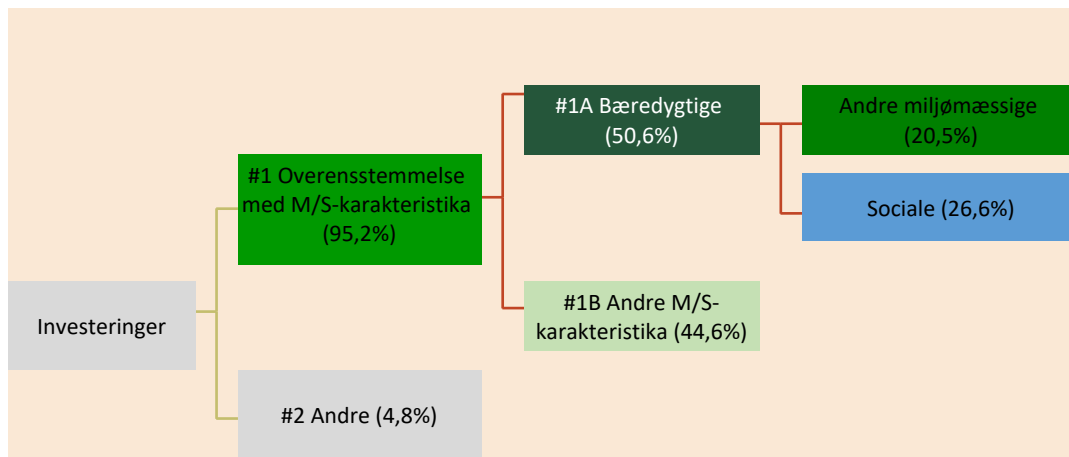 #1A Bæredygtige
(50,6%)
Andre miljømæssige
(20,5%)
#1 Overensstemmelse
med M/S-karakteristika
(95,2%)
Sociale (26,6%)
#1B Andre M/S-
karakteristika (44,6%)
Investeringer
#2 Andre (4,8%)